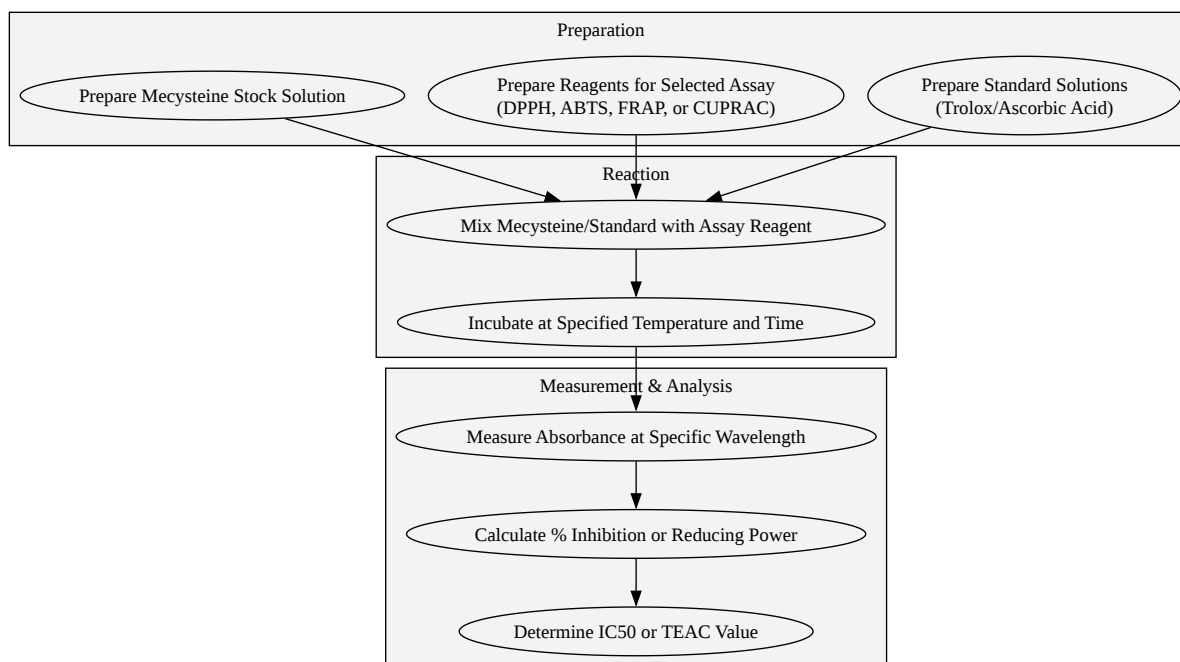 Preparation
Prepare Mecysteine Stock Solution
Prepare Reagents for Selected Assay
(DPPH, ABTS, FRAP, or CUPRAC)
Prepare Standard Solutions
(Trolox/Ascorbic Acid)
Reaction
Mix Mecysteine/Standard with Assay Reagent
Incubate at Specified Temperature and Time
Measurement & Analysis
Measure Absorbance at Specific Wavelength
Calculate % Inhibition or Reducing Power
Determine IC50 or TEAC Value